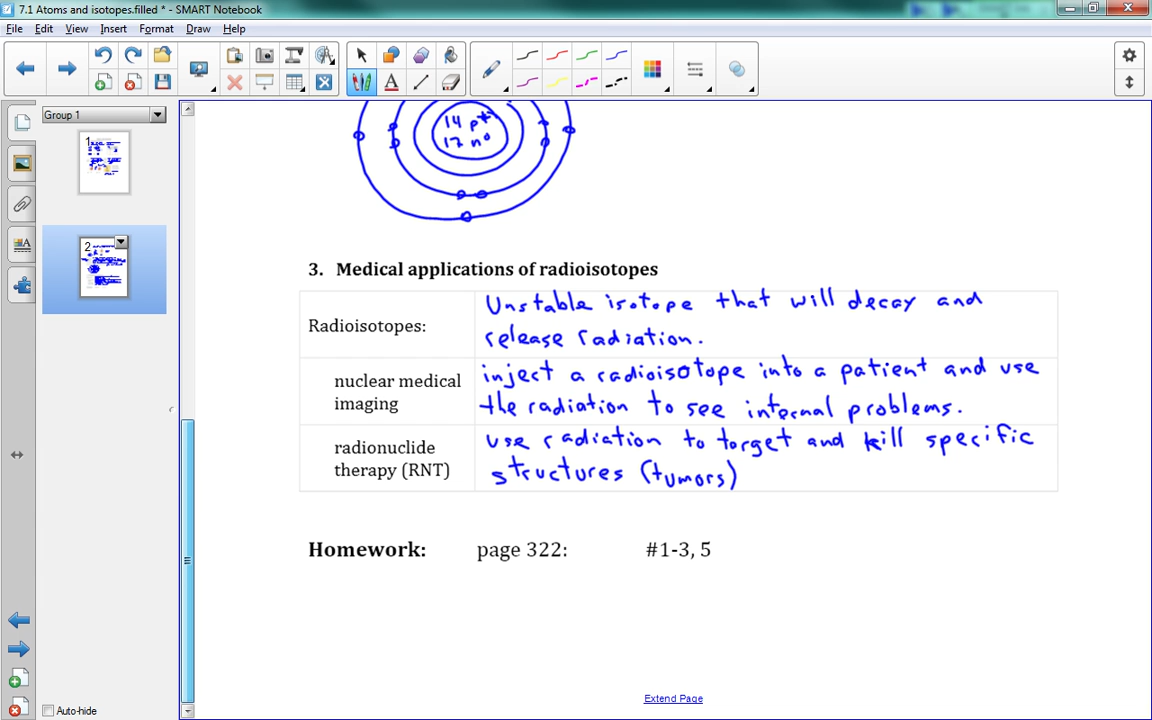 7.1 Atoms and isotopes.filled * - SMART Notebook
File Edit View Insert Format Draw Help
Group 1
1
2
14 p+
17 n°
3. Medical applications of radioisotopes
Radioisotopes:
Unstable isotope that will decay and
release radiation.
nuclear medical
imaging
inject a radioisotope into a patient and use
the radiation to see internal problems.
radionuclide
therapy (RNT)
use radiation to target and kill specific
structures (tumors)
Homework: page 322: #1-3, 5
Extend Page
Auto-hide